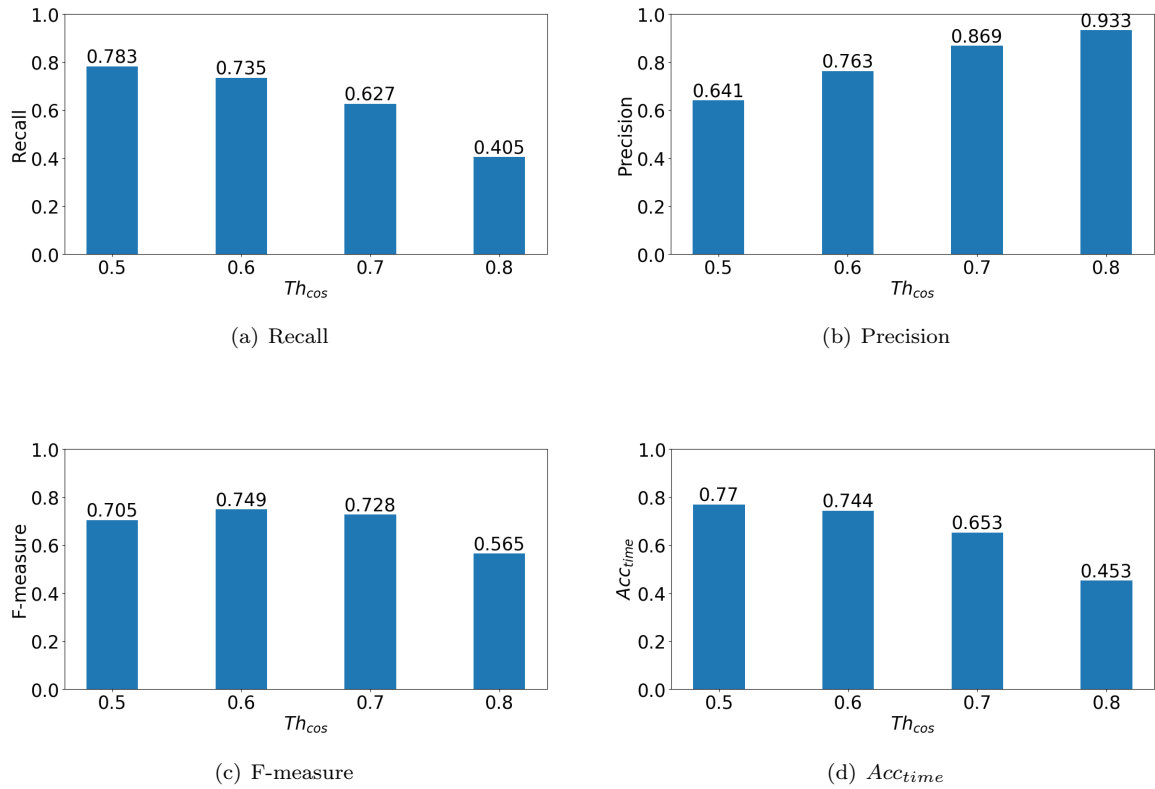 1.0
0.8
0.6
0.4
0.2
0.0
Recall
0.783
0.735
0.627
0.405
0.5 0.6 0.7 0.8
Th_cos
(a) Recall
1.0
0.8
0.6
0.4
0.2
0.0
Precision
0.641
0.763
0.869
0.933
0.5 0.6 0.7 0.8
Th_cos
(b) Precision
1.0
0.8
0.6
0.4
0.2
0.0
F-measure
0.705
0.749
0.728
0.565
0.5 0.6 0.7 0.8
Th_cos
(c) F-measure
1.0
0.8
0.6
0.4
0.2
0.0
Acc_time
0.77
0.744
0.653
0.453
0.5 0.6 0.7 0.8
Th_cos
(d) Acc_time